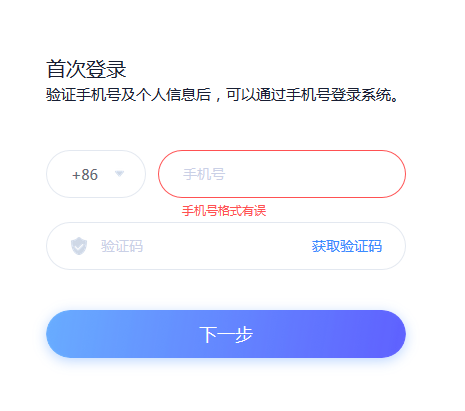 首次登录
验证手机号及个人信息后，可以通过手机号登录系统。
+86 手机号
手机号格式有误
验证码 获取验证码
下一步